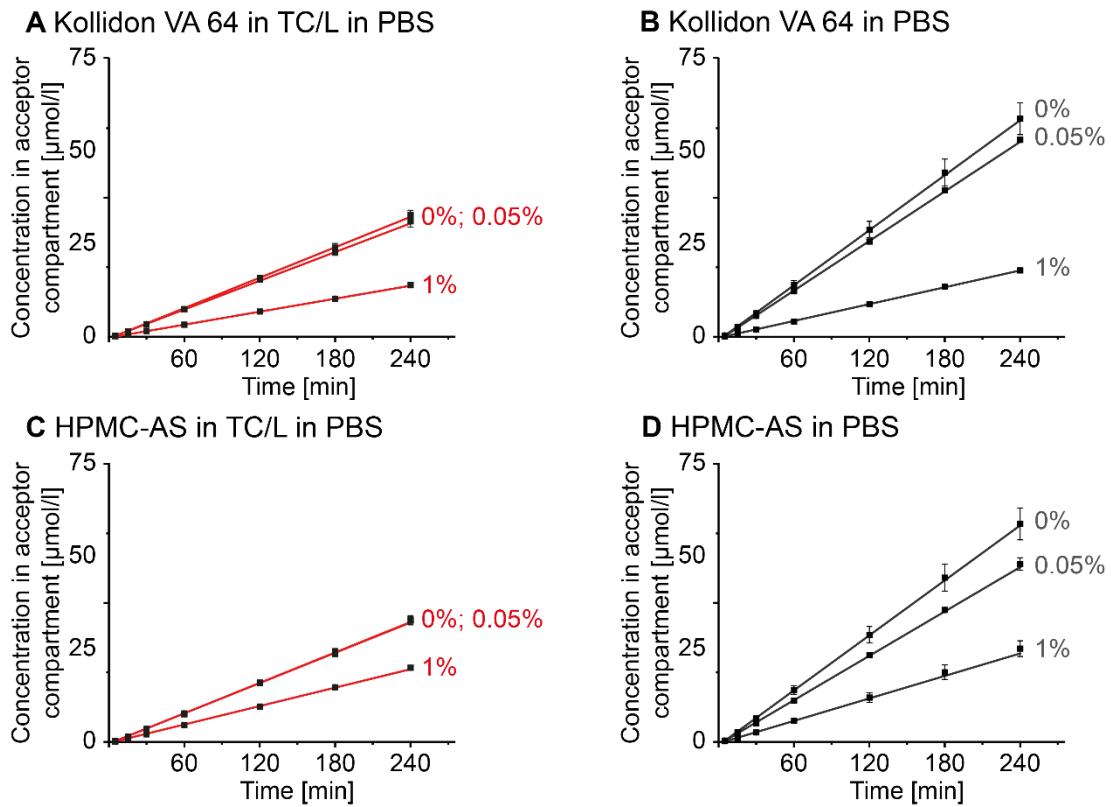 A Kollidon VA 64 in TC/L in PBS
Concentration in acceptor
compartment [µmol/l]
75
50
25
0
0%; 0.05%
1%
60 120 180 240
Time [min]
B Kollidon VA 64 in PBS
Concentration in acceptor
compartment [µmol/l]
75
50
25
0
0%
0.05%
1%
60 120 180 240
Time [min]
C HPMC-AS in TC/L in PBS
Concentration in acceptor
compartment [µmol/l]
75
50
25
0
0%; 0.05%
1%
60 120 180 240
Time [min]
D HPMC-AS in PBS
Concentration in acceptor
compartment [µmol/l]
75
50
25
0
0%
0.05%
1%
60 120 180 240
Time [min]